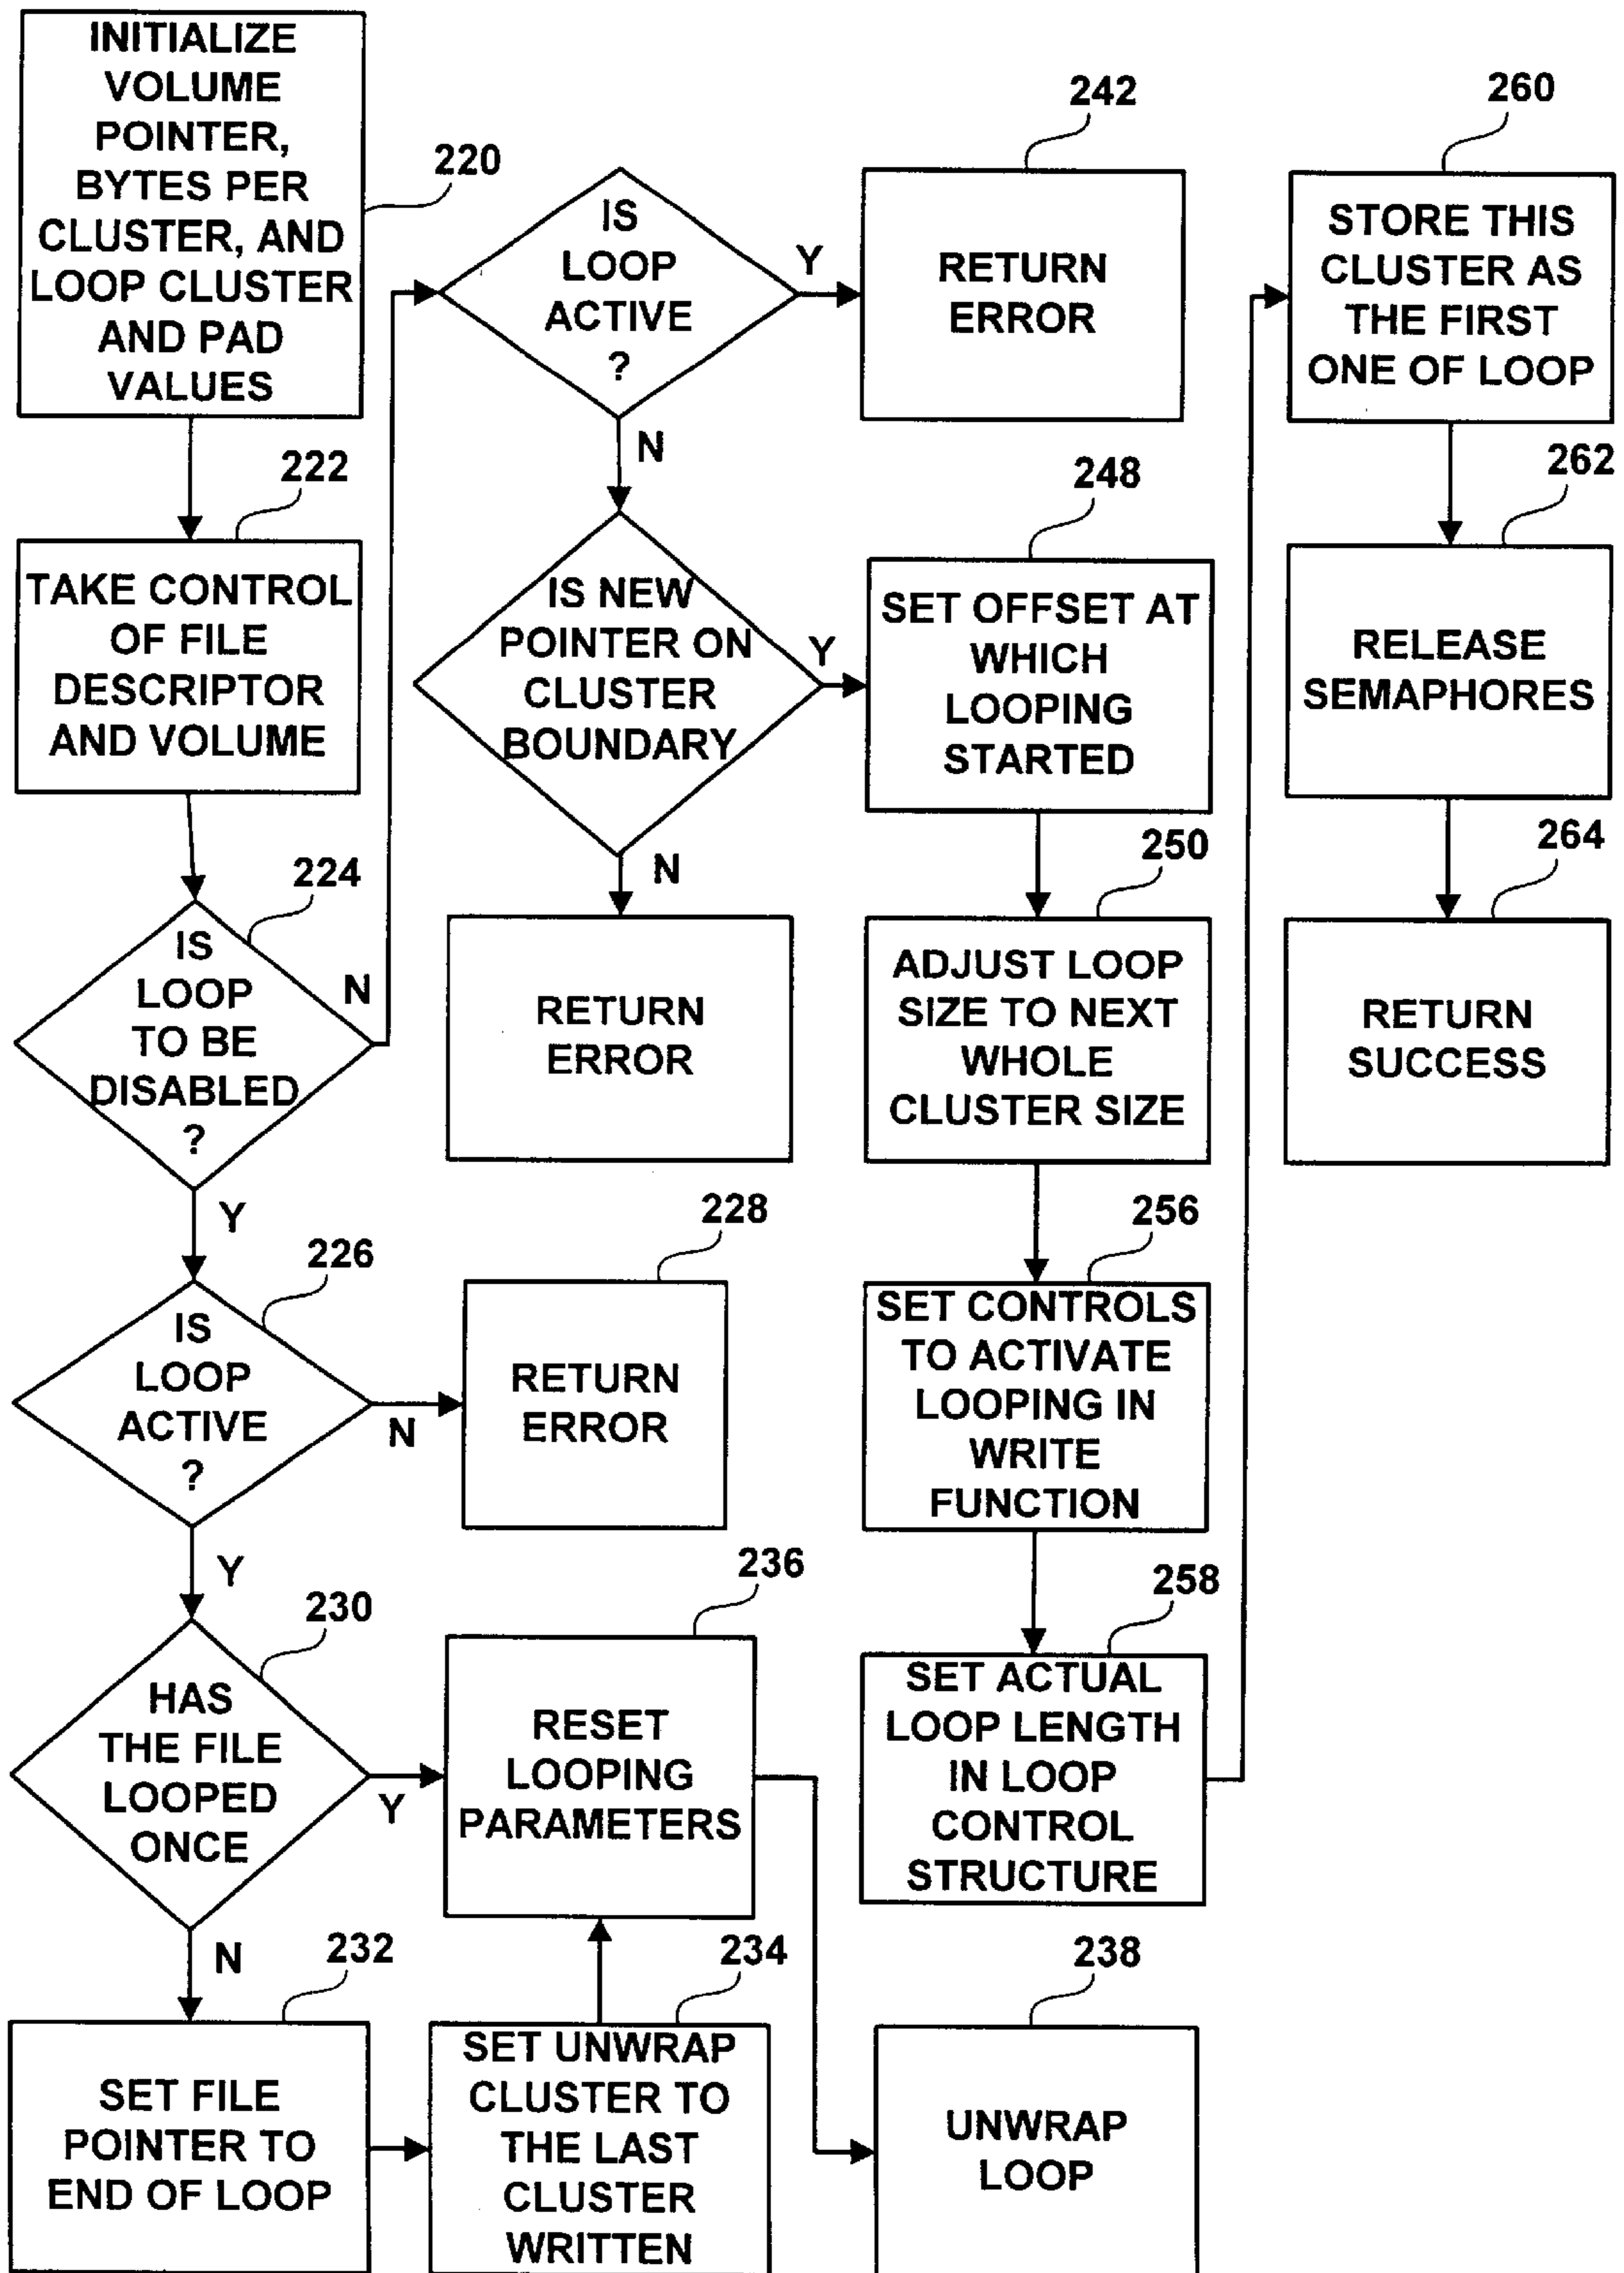 INITIALIZE
VOLUME
POINTER,
BYTES PER
CLUSTER, AND
LOOP CLUSTER
AND PAD
VALUES
220
222
TAKE CONTROL
OF FILE
DESCRIPTOR
AND VOLUME
224
IS
LOOP
TO BE
DISABLED
?
N
Y
226
IS
LOOP
ACTIVE
?
N
228
RETURN
ERROR
Y
230
HAS
THE FILE
LOOPED
ONCE
Y
N
232
SET FILE
POINTER TO
END OF LOOP
234
SET UNWRAP
CLUSTER TO
THE LAST
CLUSTER
WRITTEN
236
RESET
LOOPING
PARAMETERS
238
UNWRAP
LOOP
IS
LOOP
ACTIVE
?
Y
242
RETURN
ERROR
N
IS NEW
POINTER ON
CLUSTER
BOUNDARY
Y
N
RETURN
ERROR
248
SET OFFSET AT
WHICH
LOOPING
STARTED
250
ADJUST LOOP
SIZE TO NEXT
WHOLE
CLUSTER SIZE
256
SET CONTROLS
TO ACTIVATE
LOOPING IN
WRITE
FUNCTION
258
SET ACTUAL
LOOP LENGTH
IN LOOP
CONTROL
STRUCTURE
260
STORE THIS
CLUSTER AS
THE FIRST
ONE OF LOOP
262
RELEASE
SEMAPHORES
264
RETURN
SUCCESS